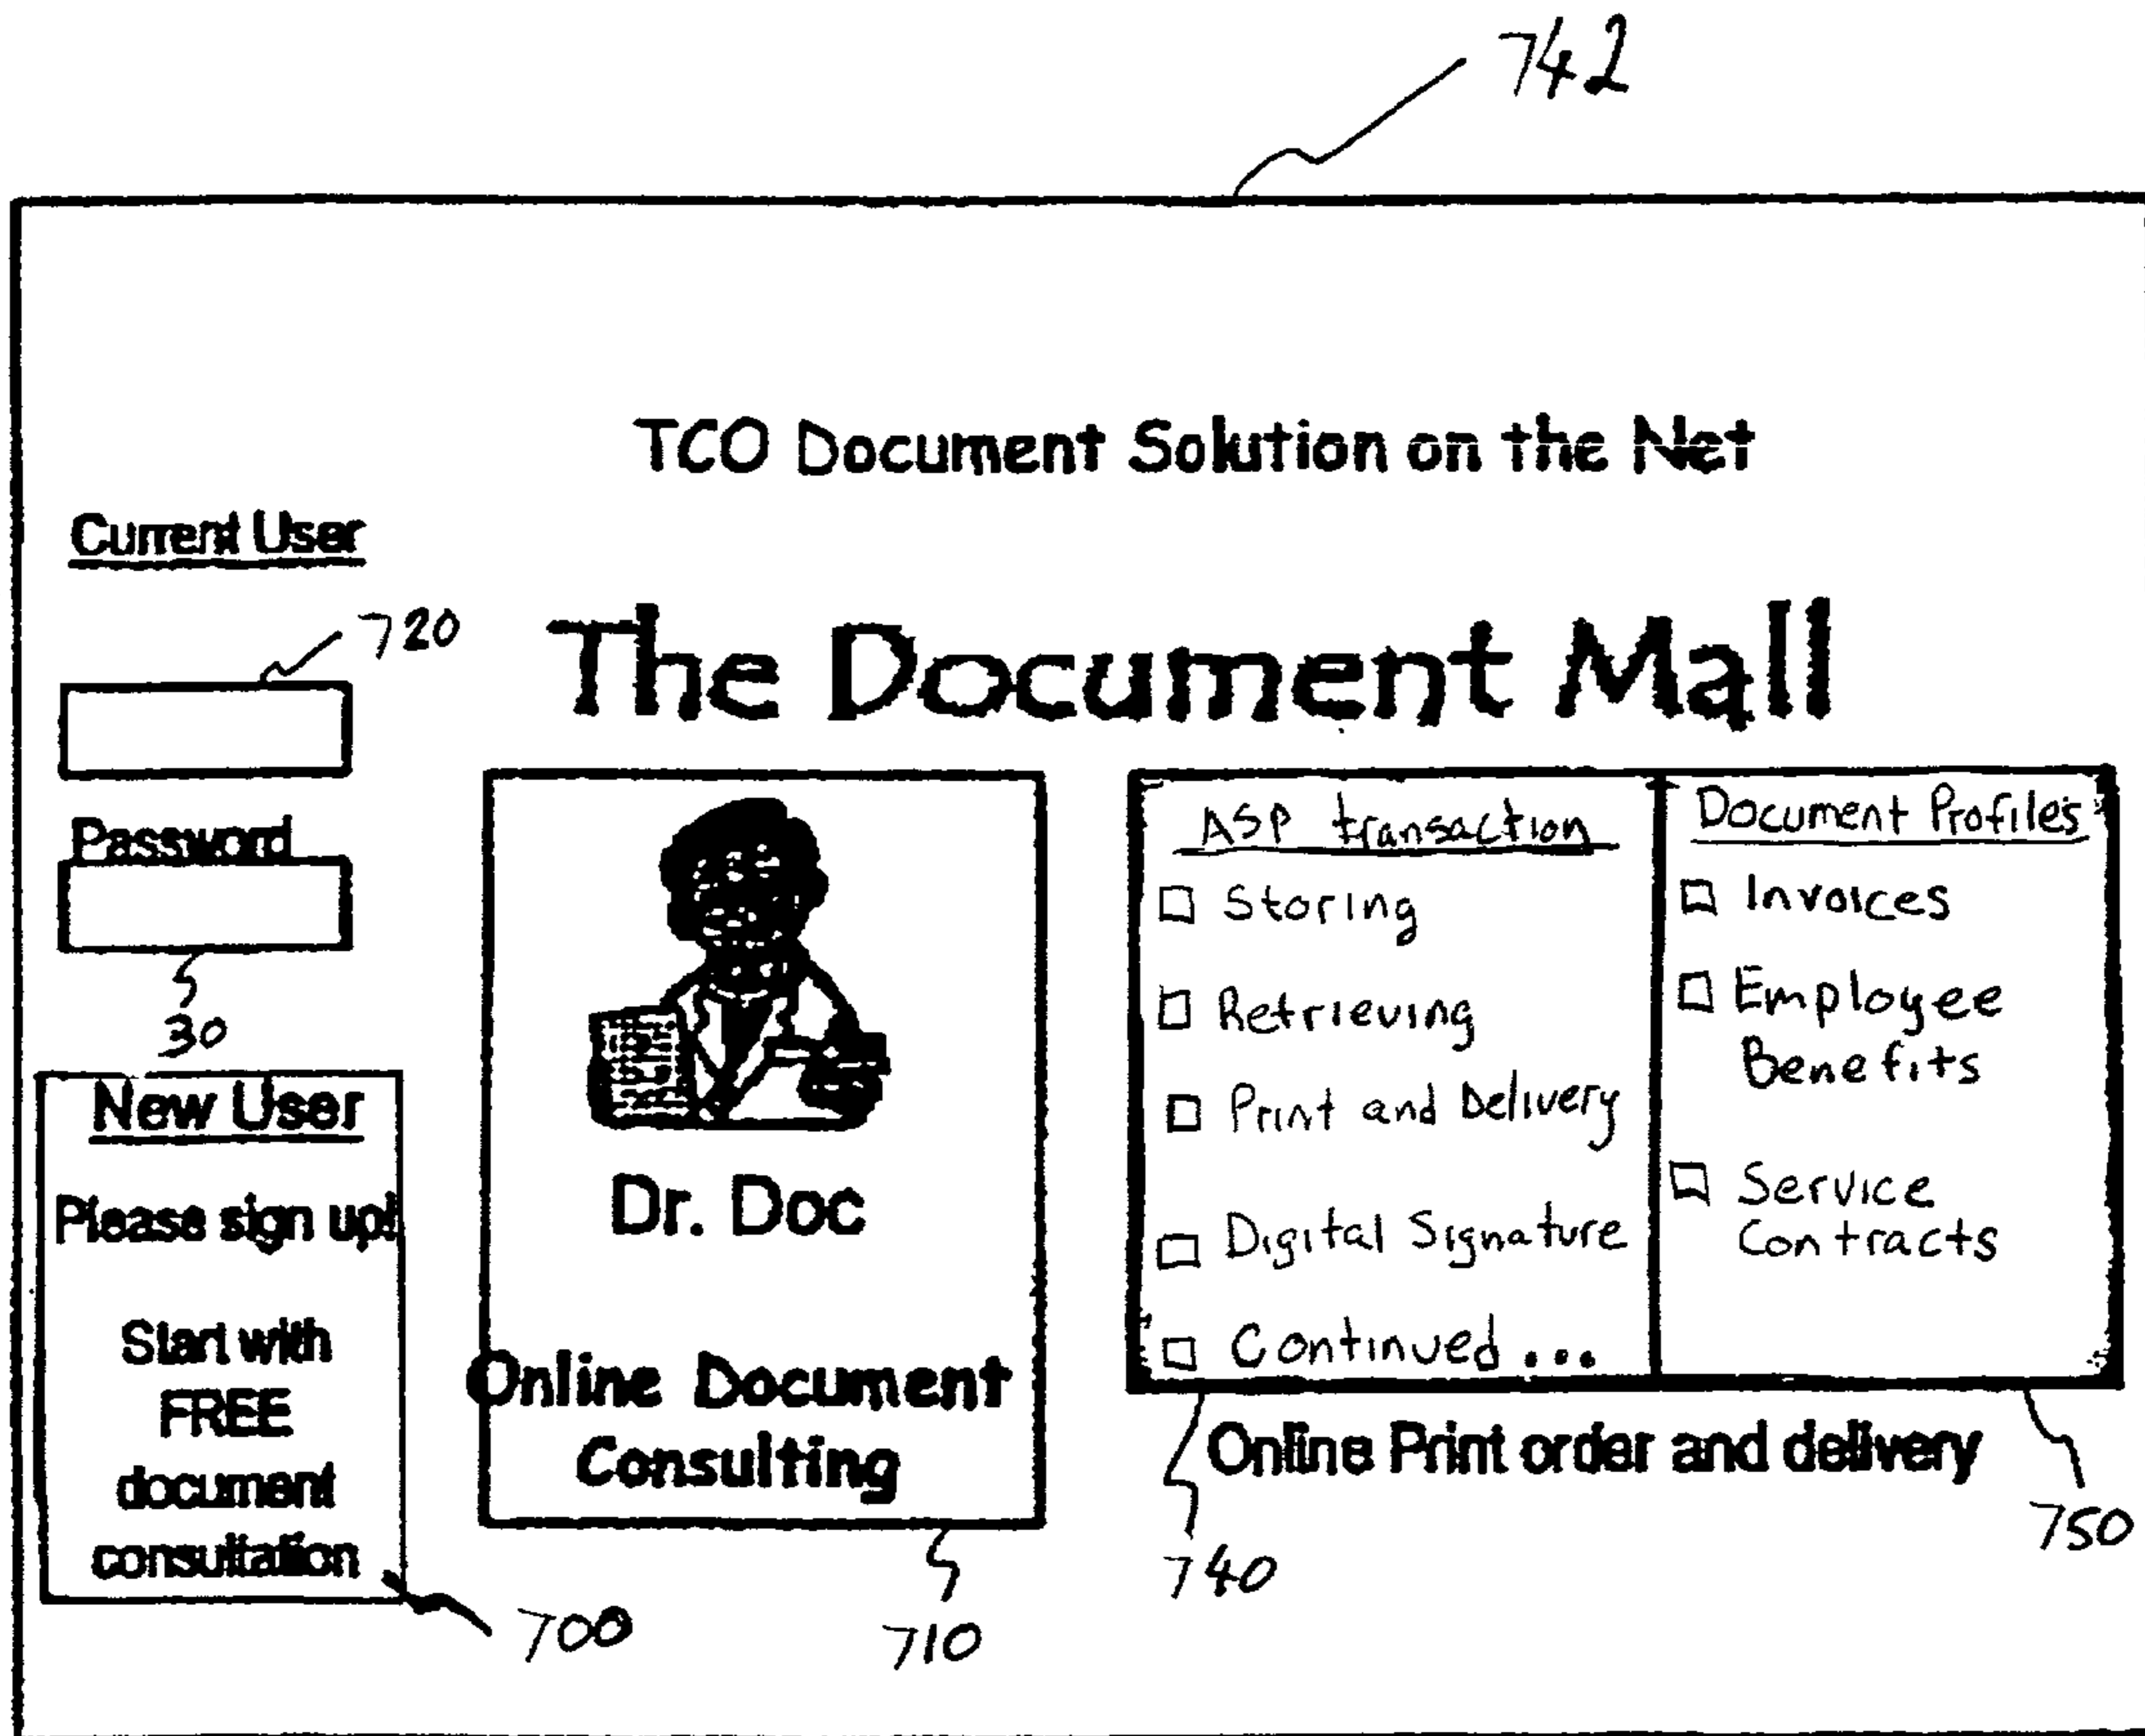 742
TCO Document Solution on the Net
Current User
720
The Document Mall
Password
30
New User
Please sign up!
Start with
FREE
document
consultation
700
Dr. Doc
Online Document
Consulting
710
ASP transaction
Storing
Retrieving
Print and Delivery
Digital Signature
Continued...
740
Document Profiles
Invoices
Employee
Benefits
Service
Contracts
750
Online Print order and delivery